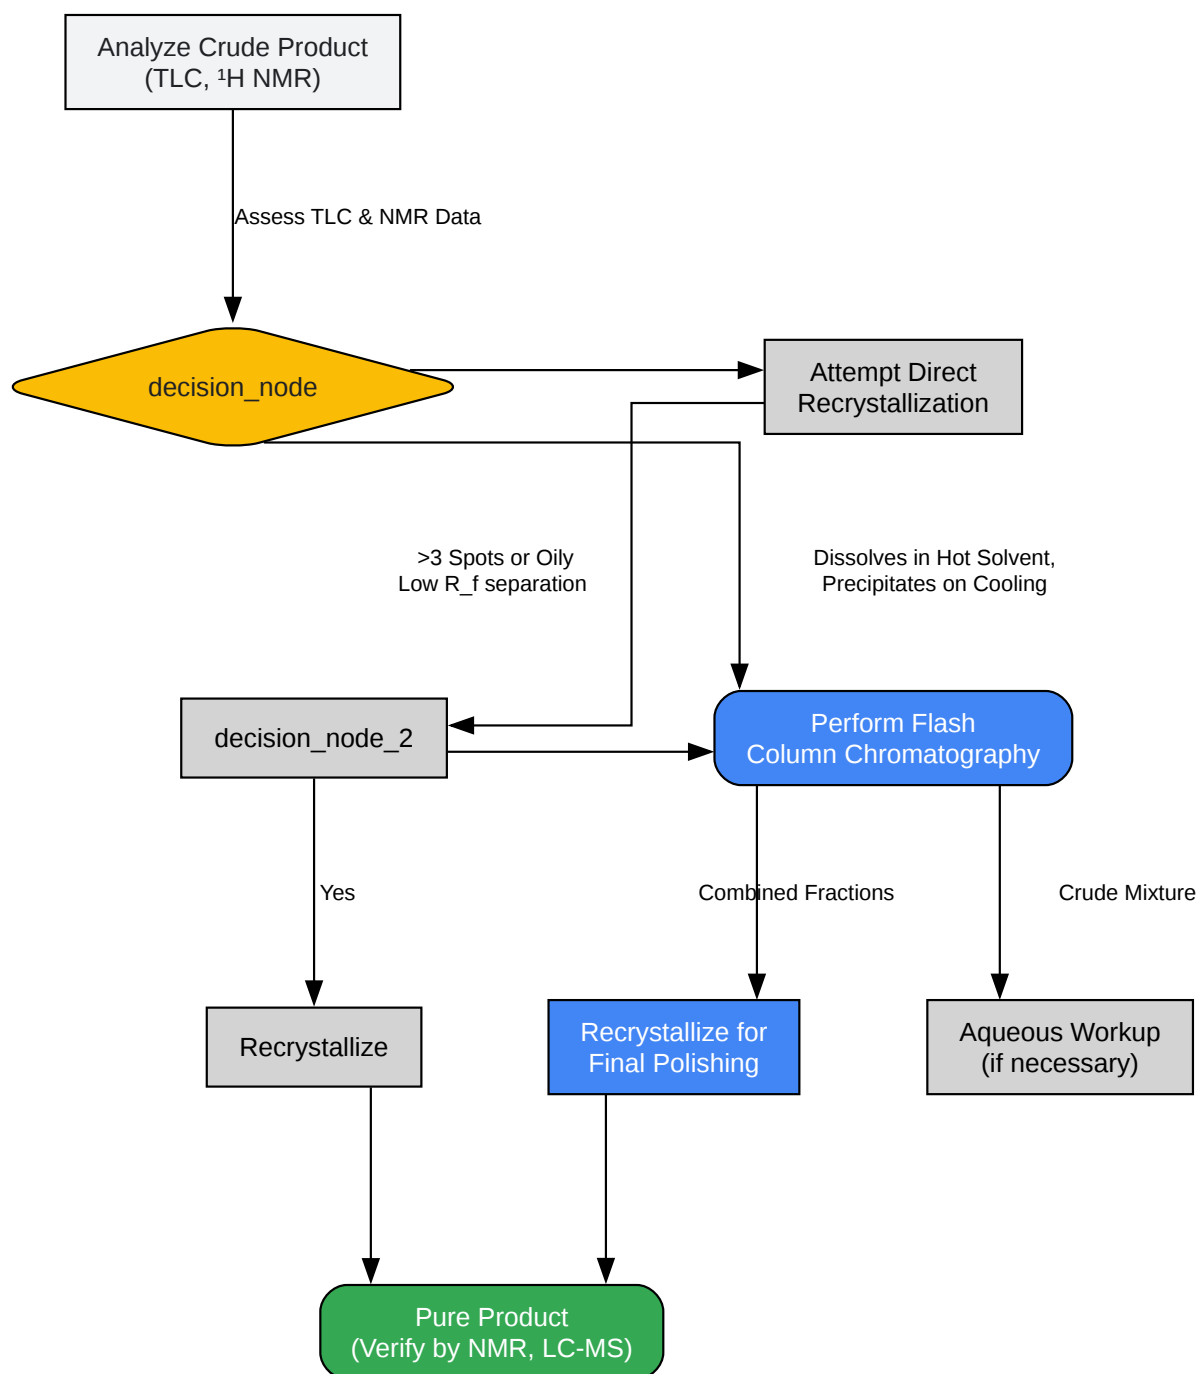 Analyze Crude Product
(TLC, ¹H NMR)
Assess TLC & NMR Data
decision_node
Attempt Direct
Recrystallization
>3 Spots or Oily
Low R_f separation
Dissolves in Hot Solvent,
Precipitates on Cooling
decision_node_2
Perform Flash
Column Chromatography
Yes
Combined Fractions
Crude Mixture
Recrystallize
Recrystallize for
Final Polishing
Aqueous Workup
(if necessary)
Pure Product
(Verify by NMR, LC-MS)